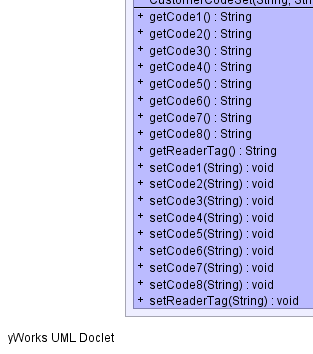 CustomerCodeSet(String, Stri
+ getCode1() : String
+ getCode2() : String
+ getCode3() : String
+ getCode4() : String
+ getCode5() : String
+ getCode6() : String
+ getCode7() : String
+ getCode8() : String
+ getReaderTag() : String
+ setCode1(String) : void
+ setCode2(String) : void
+ setCode3(String) : void
+ setCode4(String) : void
+ setCode5(String) : void
+ setCode6(String) : void
+ setCode7(String) : void
+ setCode8(String) : void
+ setReaderTag(String) : void
yWorks UML Doclet